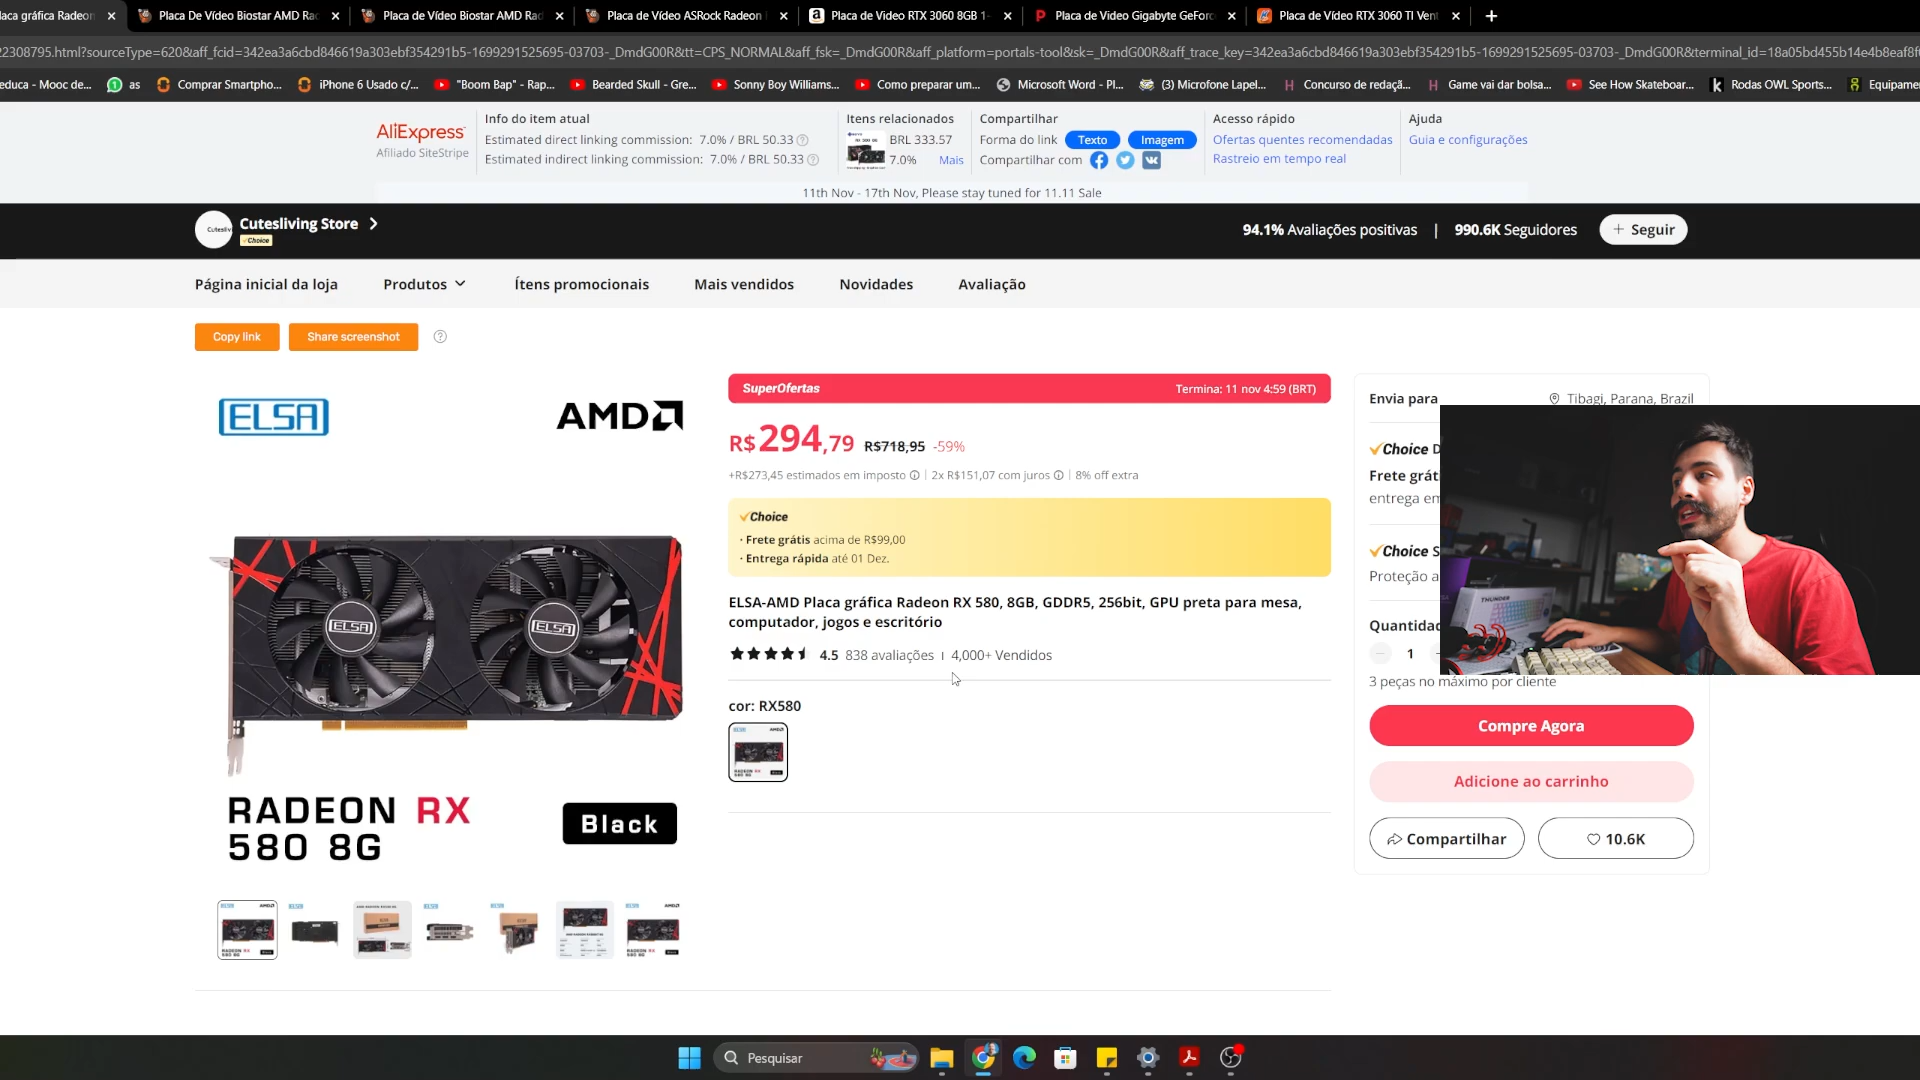 laca gráfica Radeon
Placa De Vídeo Biostar AMD Rad
Placa de Vídeo Biostar AMD Rad
Placa de Vídeo ASRock Radeon
Placa de Video RTX 3060 8GB 1-
Placa de Video Gigabyte GeForc
Placa de Vídeo RTX 3060 TI Vent
22308795.html?sourceType=620&aff_fcid=342ea3a6cbd846619a303ebf354291b5-1699291525695-03703-_DmdG00R&tt=CPS_NORMAL&aff_fsk=_DmdG00R&aff_platform=portals-tool&sk=_DmdG00R&aff_trace_key=342ea3a6cbd846619a303ebf354291b5-1699291525695-03703-_DmdG00R&terminal_id=18a05bd455b14e4b8eaf8f
educa - Mooc de...
as
Comprar Smartpho...
iPhone 6 Usado c/...
"Boom Bap" - Rap...
Bearded Skull - Gre...
Sonny Boy Williams...
Como preparar um...
Microsoft Word - Pl...
(3) Microfone Lapel...
Concurso de redaçã...
Game vai dar bolsa...
See How Skateboar...
Rodas OWL Sports...
Equipame
AliExpress
Afiliado SiteStripe
Info do item atual
Estimated direct linking commission: 7.0% / BRL 50.33
Estimated indirect linking commission: 7.0% / BRL 50.33
Itens relacionados
BRL 333.57
7.0% Mais
Compartilhar
Forma do link Texto Imagem
Compartilhar com
Acesso rápido
Ofertas quentes recomendadas
Rastreio em tempo real
Ajuda
Guia e configurações
11th Nov - 17th Nov, Please stay tuned for 11.11 Sale
Cutesliv
Cutesliving Store
Choice
94.1% Avaliações positivas | 990.6K Seguidores
+ Seguir
Página inicial da loja
Produtos
Ítens promocionais
Mais vendidos
Novidades
Avaliação
Copy link
Share screenshot
ELSA
AMD
ELSA
ELSA
RADEON RX
580 8G
Black
SuperOfertas
Termina: 11 nov 4:59 (BRT)
R$294,79 R$718,95 -59%
+R$273,45 estimados em imposto | 2x R$151,07 com juros | 8% off extra
Choice
· Frete grátis acima de R$99,00
· Entrega rápida até 01 Dez.
ELSA-AMD Placa gráfica Radeon RX 580, 8GB, GDDR5, 256bit, GPU preta para mesa,
computador, jogos e escritório
4.5 838 avaliações | 4,000+ Vendidos
cor: RX580
Envia para
Tibagi, Parana, Brazil
Choice D
Frete grát
entrega em
Choice S
Proteção a
THUNDER
Quantidad
1
3 peças no máximo por cliente
Compre Agora
Adicione ao carrinho
Compartilhar
10.6K
Pesquisar